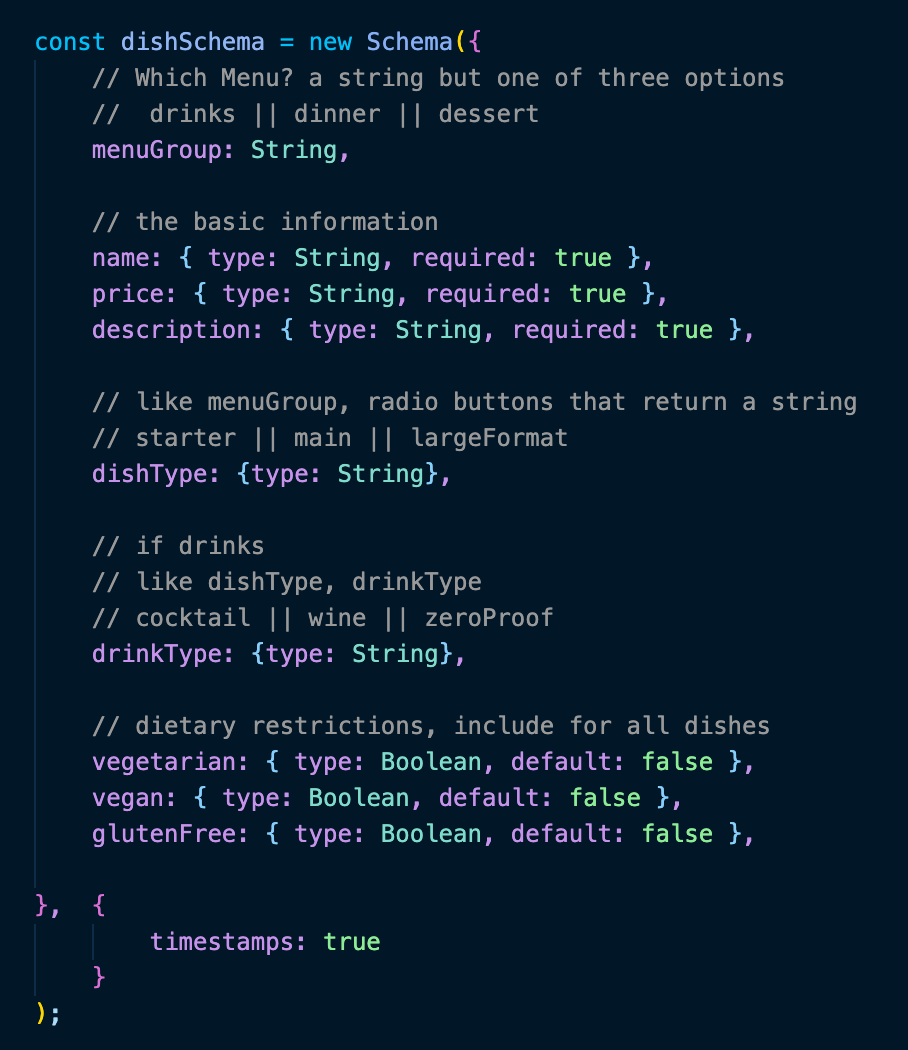 const dishSchema = new Schema({
    // Which Menu? a string but one of three options
    //  drinks || dinner || dessert
    menuGroup: String,

    // the basic information
    name: { type: String, required: true },
    price: { type: String, required: true },
    description: { type: String, required: true },

    // like menuGroup, radio buttons that return a string
    // starter || main || largeFormat
    dishType: {type: String},

    // if drinks
    // like dishType, drinkType
    // cocktail || wine || zeroProof
    drinkType: {type: String},

    // dietary restrictions, include for all dishes
    vegetarian: { type: Boolean, default: false },
    vegan: { type: Boolean, default: false },
    glutenFree: { type: Boolean, default: false },

},  {
        timestamps: true
    }
);